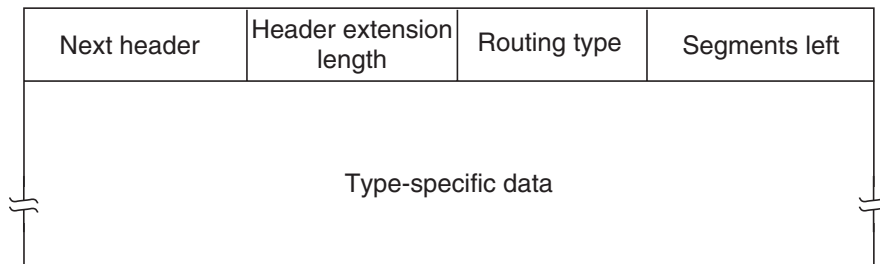 Next header
Header extension
length
Routing type
Segments left
Type-specific data